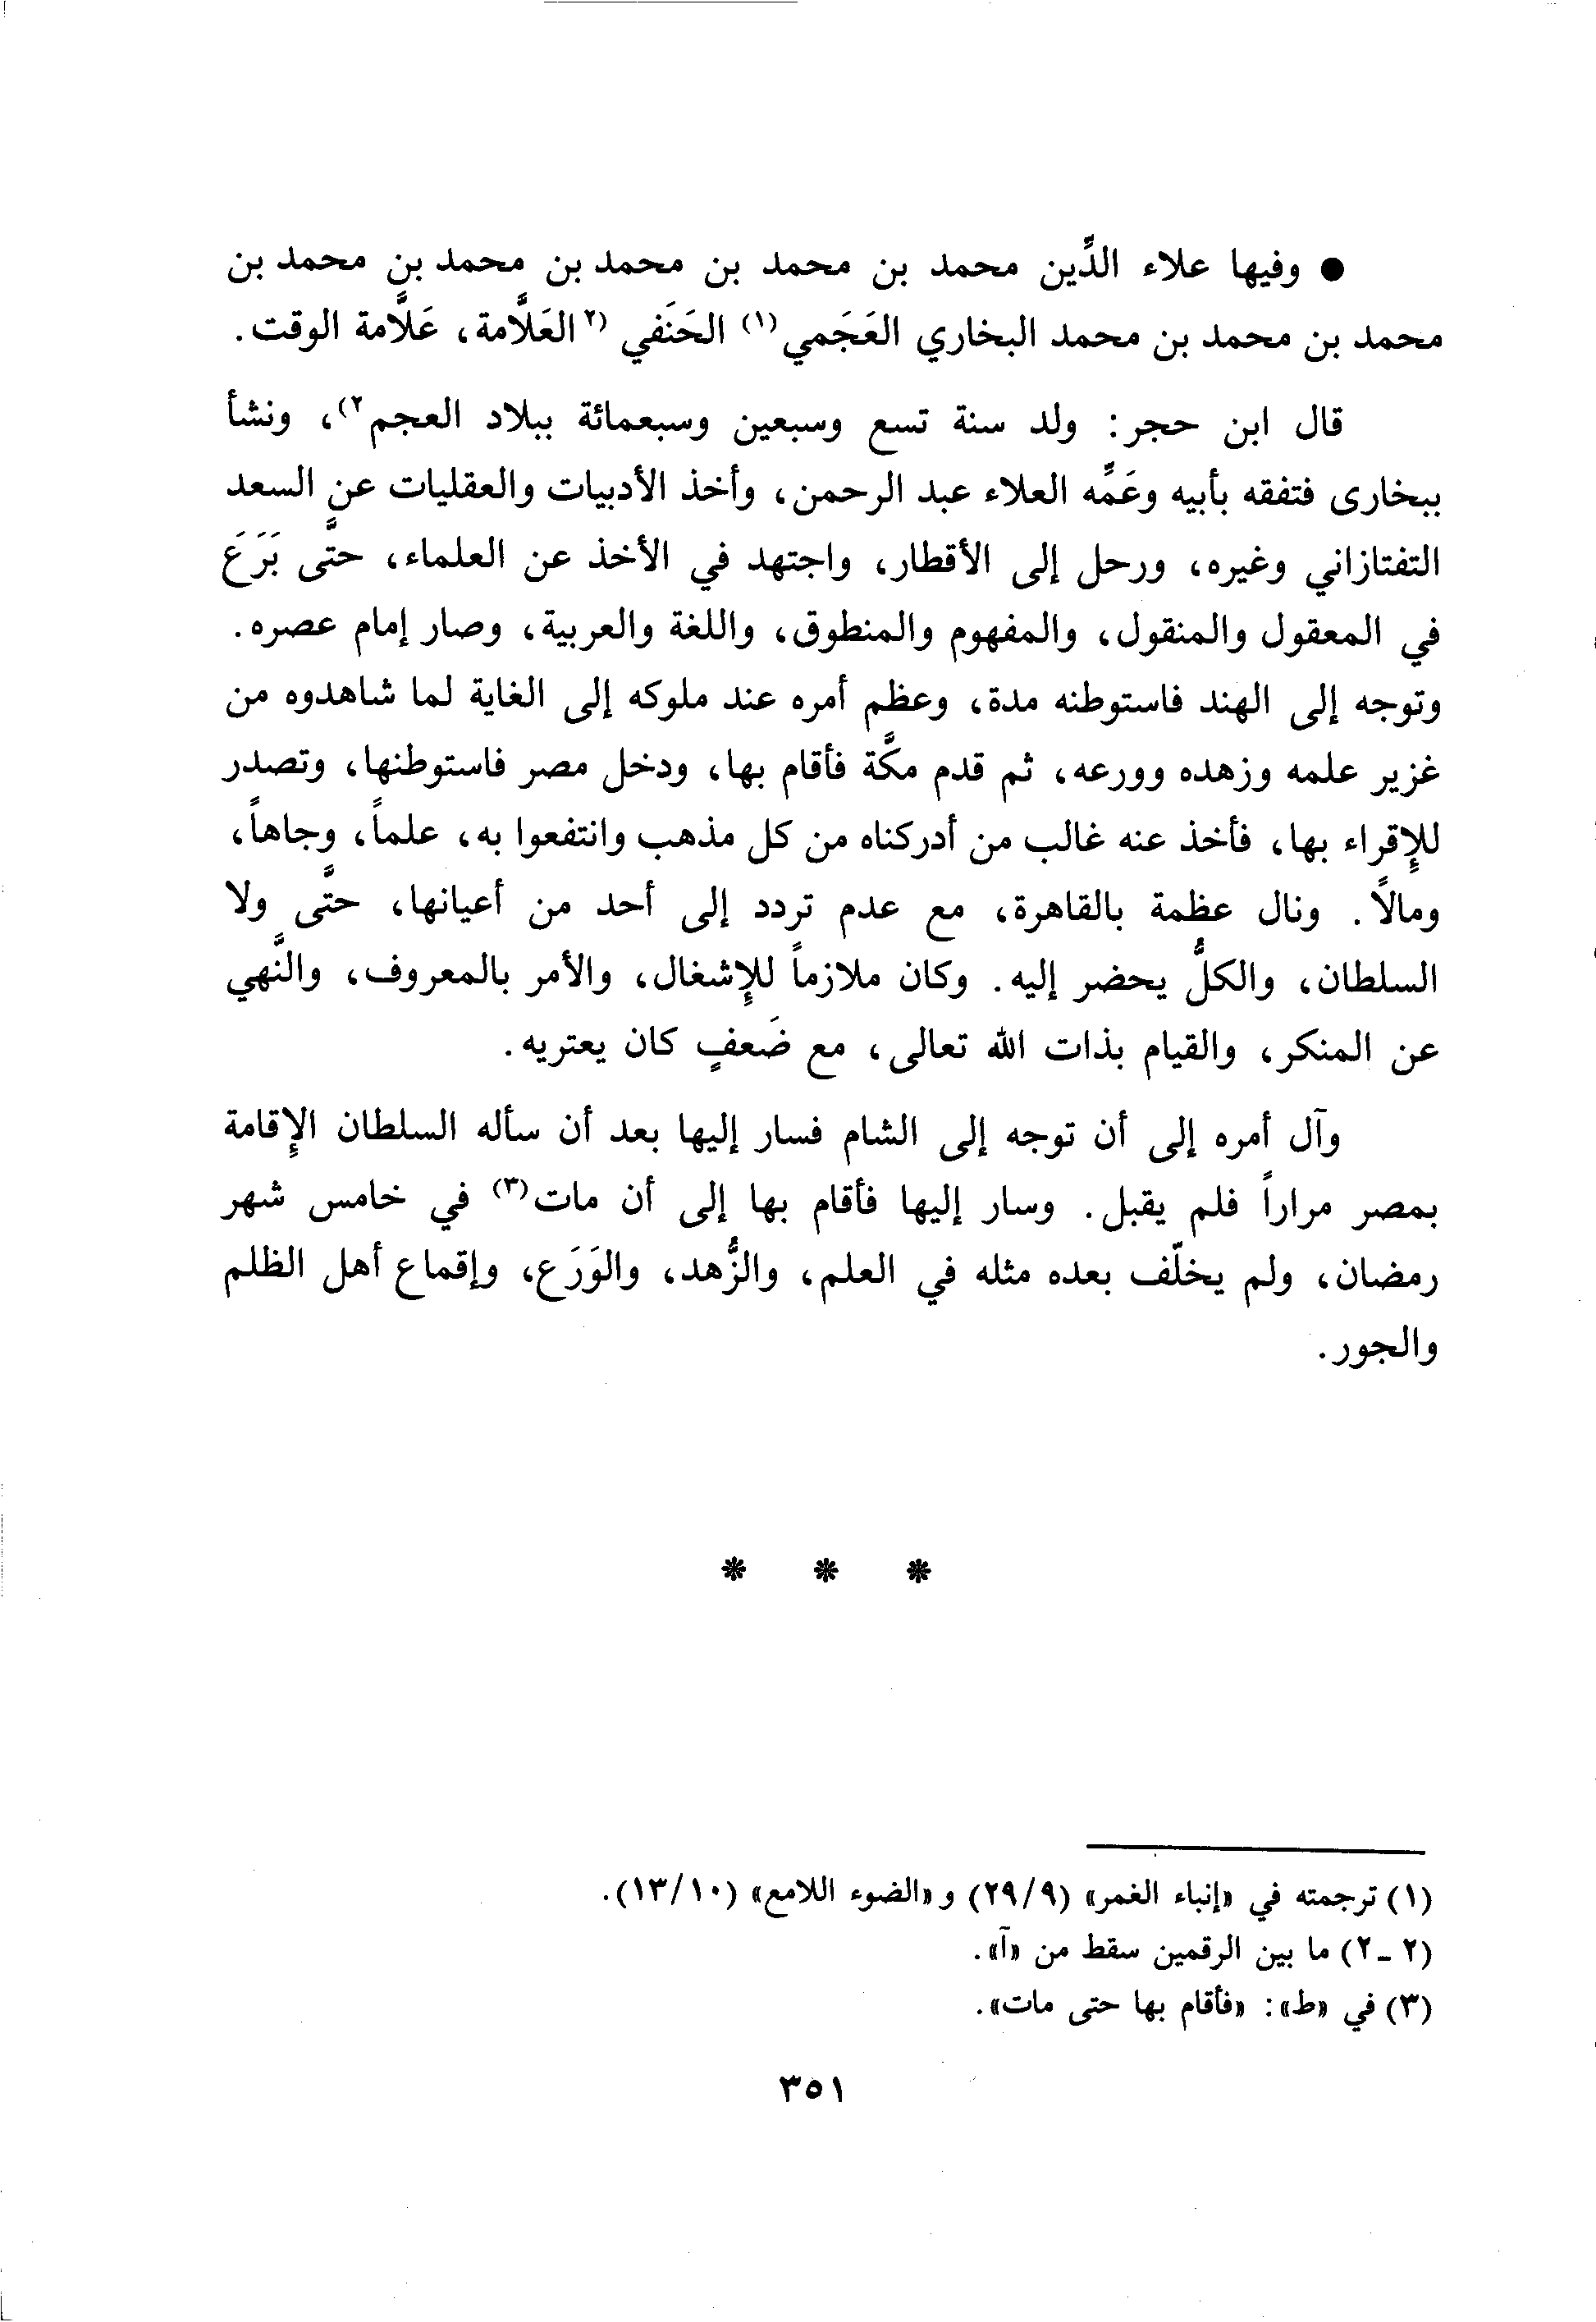 ● وفيها علاء الدِّين محمد بن محمد بن محمد بن محمد بن محمد بن
محمد بن محمد بن محمد البخاري العَجَمي(١) الحَنَفي (٢العَلَّامة، عَلَّامة الوقت.
قال ابن حجر: ولد سنة تسع وسبعين وسبعمائة ببلاد العجم٢)، ونشأ
ببخارى فتفقه بأبيه وعَمِّه العلاء عبد الرحمن، وأخذ الأدبيات والعقليات عن السعد
التفتازاني وغيره، ورحل إلى الأقطار، واجتهد في الأخذ عن العلماء، حتَّى بَرَعَ
في المعقول والمنقول، والمفهوم والمنطوق، واللغة والعربية، وصار إمام عصره.
وتوجه إلى الهند فاستوطنه مدة، وعظم أمره عند ملوكه إلى الغاية لما شاهدوه من
غزير علمه وزهده وورعه، ثم قدم مكَّة فأقام بها، ودخل مصر فاستوطنها، وتصدر
للإِقراء بها، فأخذ عنه غالب من أدركناه من كل مذهب وانتفعوا به، علماً، وجاهاً،
ومالاً. ونال عظمة بالقاهرة، مع عدم تردد إلى أحد من أعيانها، حتَّى ولا
السلطان، والكلُّ يحضر إليه. وكان ملازماً للإِشغال، والأمر بالمعروف، والنَّهي
عن المنكر، والقيام بذات الله تعالى، مع ضَعفٍ كان يعتريه.
وآل أمره إلى أن توجه إلى الشام فسار إليها بعد أن سأله السلطان الإِقامة
بمصر مراراً فلم يقبل. وسار إليها فأقام بها إلى أن مات(٣) في خامس شهر
رمضان، ولم يخلّف بعده مثله في العلم، والزُّهد، والوَرَع، وإقماع أهل الظلم
والجور.
* * *
(١) ترجمته في «إنباء الغمر» (٢٩/٩) و«الضوء اللامع» (١٣/١٠).
(٢ - ٢) ما بين الرقمين سقط من «آ».
(٣) في «ط»: «فأقام بها حتى مات».
٣٥١